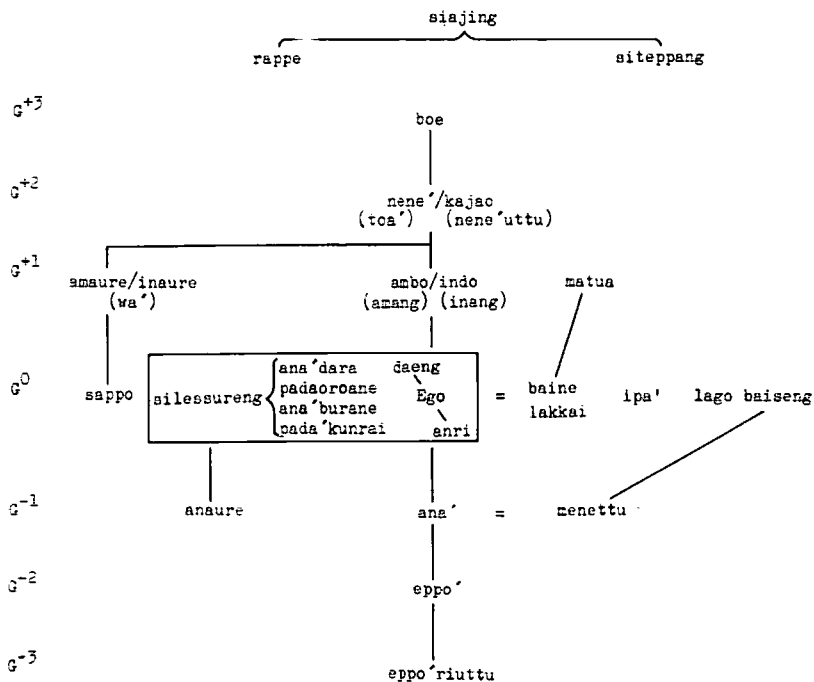 siajing
rappe siteppang
G+3
boe
G+2
nene´/kajao
(toa´) (nene´uttu)
G+1
amaure/inaure ambo/indo matua
(wa´) (amang) (inang)
ana´dara daeng
G0
sappo silessureng padaoroane Ego = baine ipa' lago baiseng
ana´burane lakkai
pada´kunrai anri
G-1
anaure ana´ = menettu
G-2
eppo´
G-3
eppo´riuttu